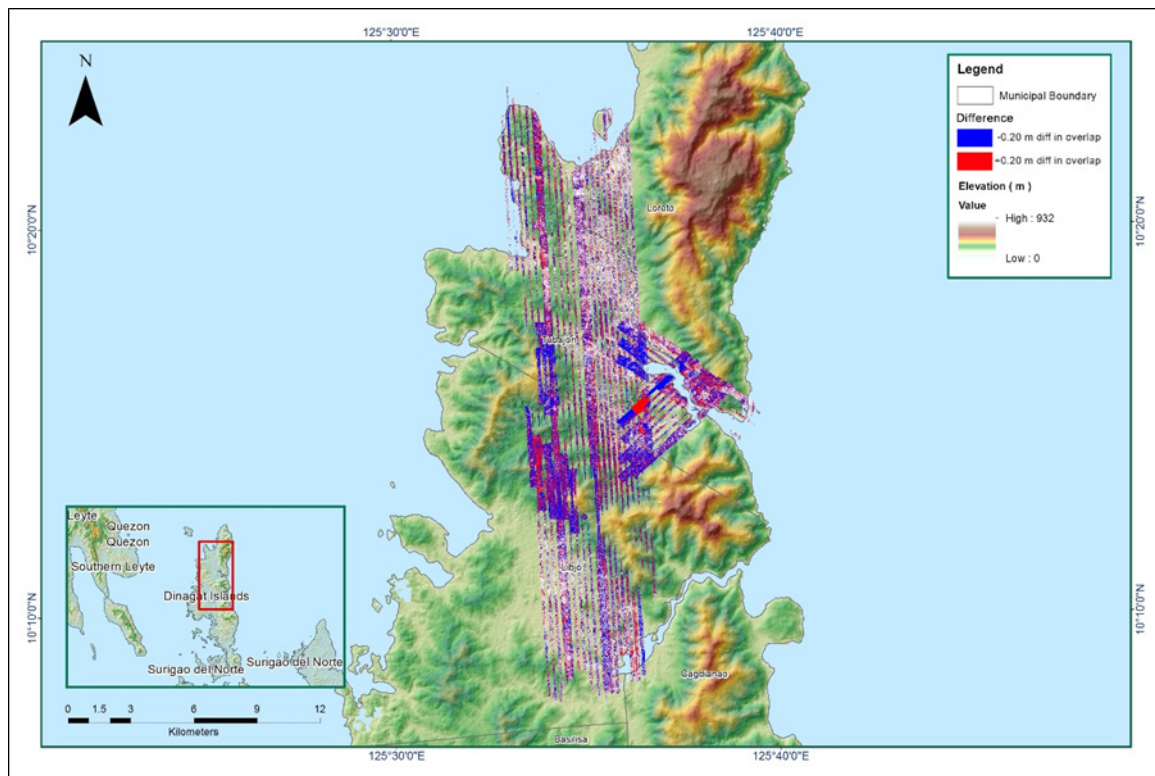 125°30'0"E
125°40'0"E
N
Legend
Municipal Boundary
Difference
-0.20 m diff in overlap
+0.20 m diff in overlap
Elevation ( m )
Value
High : 932
Low : 0
10°20'0"N
10°20'0"N
Loreto
Tubajon
Libjo
Cagdianao
Basilisa
10°10'0"N
10°10'0"N
Leyte
Quezon
Quezon
Southern Leyte
Dinagat Islands
Surigao del Norte
Surigao del Norte
0 1.5 3 6 9 12
Kilometers
125°30'0"E
125°40'0"E